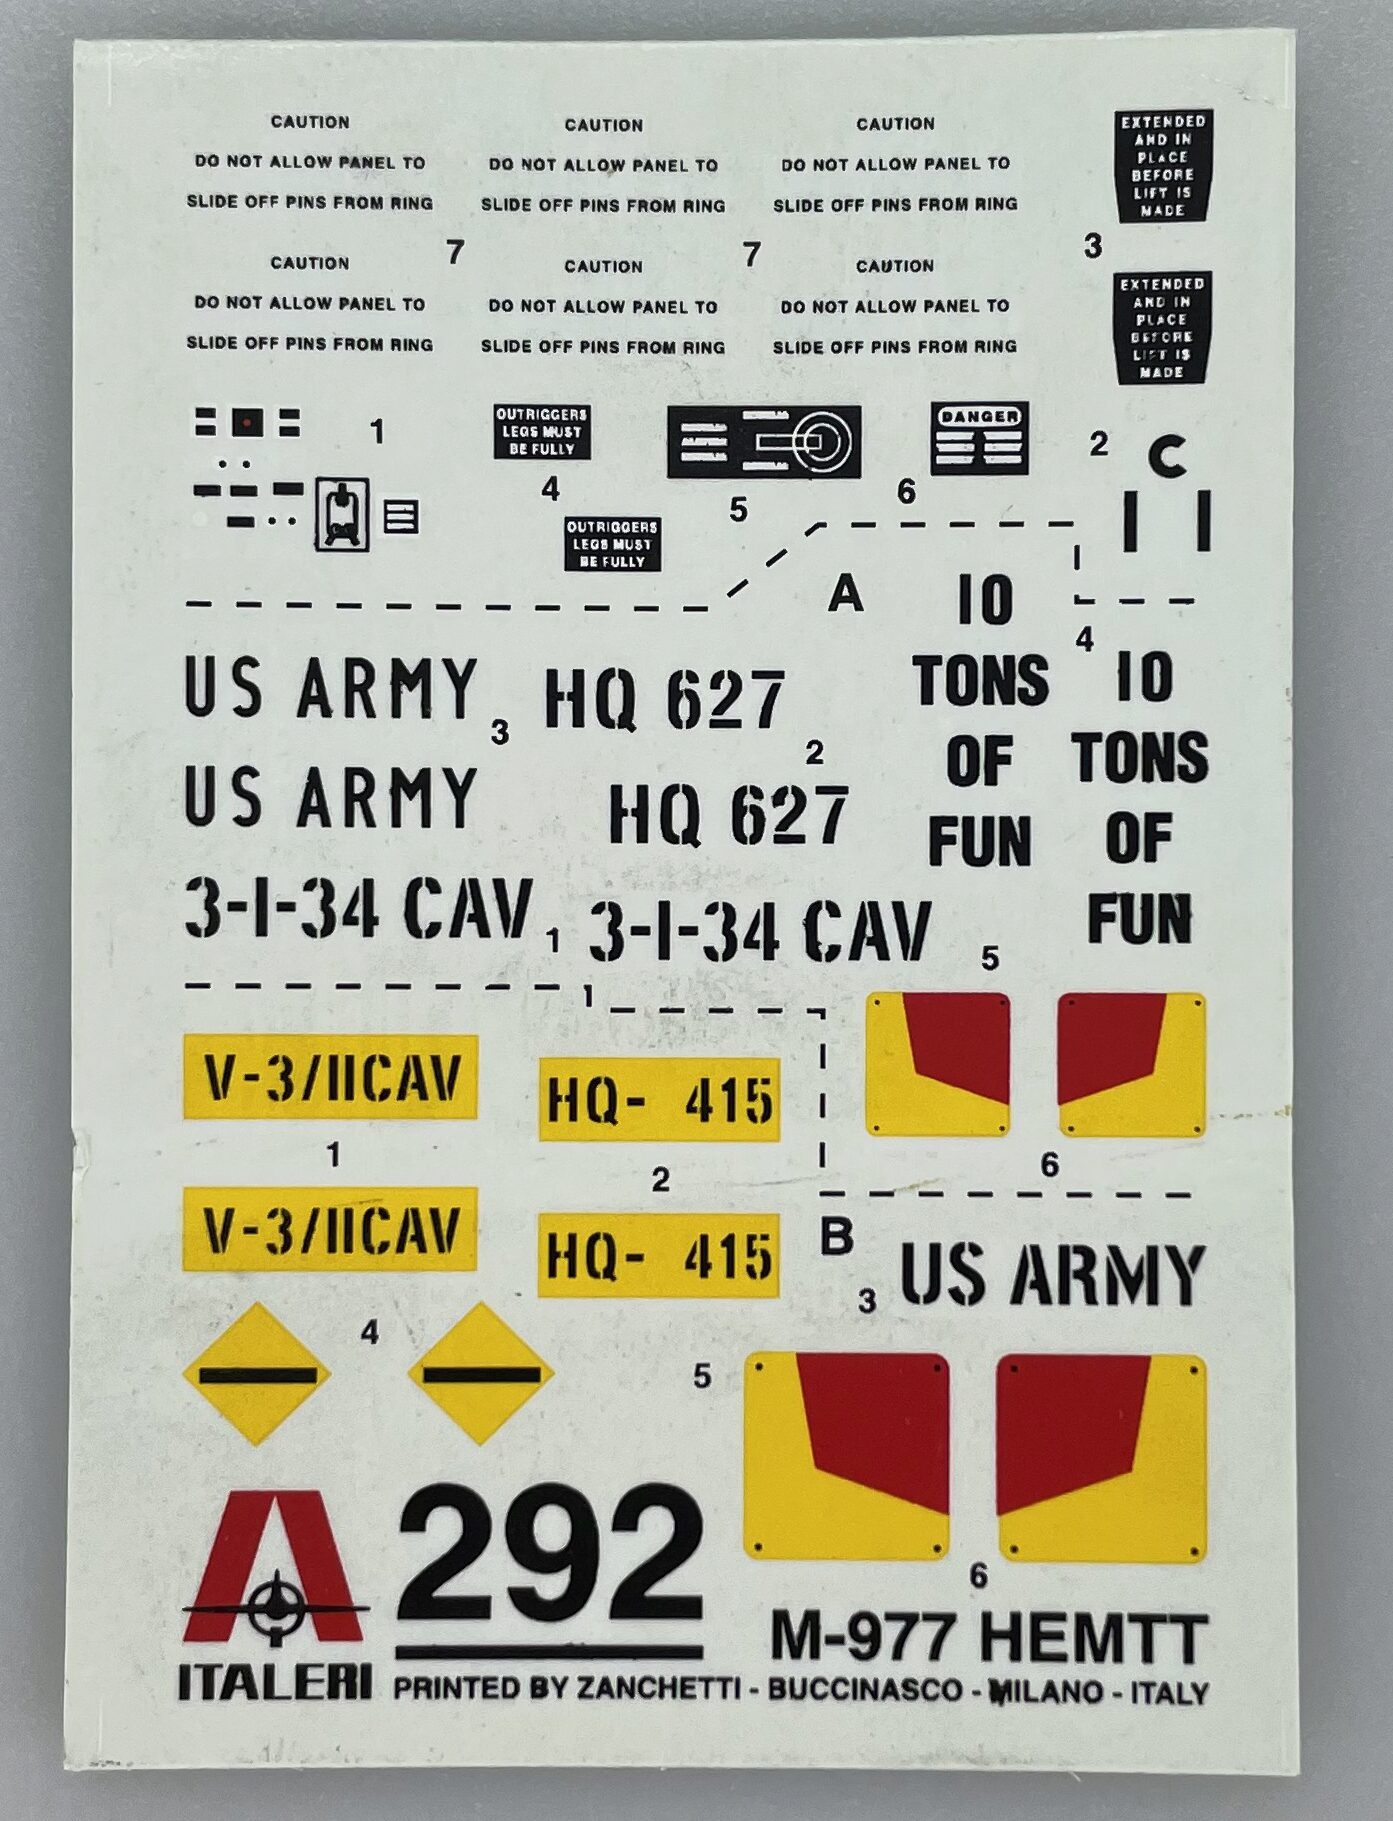 CAUTION
DO NOT ALLOW PANEL TO
SLIDE OFF PINS FROM RING
CAUTION
DO NOT ALLOW PANEL TO
SLIDE OFF PINS FROM RING
CAUTION
DO NOT ALLOW PANEL TO
SLIDE OFF PINS FROM RING
EXTENDED
AND IN
PLACE
BEFORE
LIFT IS
MADE
7
7
3
CAUTION
DO NOT ALLOW PANEL TO
SLIDE OFF PINS FROM RING
CAUTION
DO NOT ALLOW PANEL TO
SLIDE OFF PINS FROM RING
CAUTION
DO NOT ALLOW PANEL TO
SLIDE OFF PINS FROM RING
EXTENDED
AND IN
PLACE
BEFORE
LIFT IS
MADE
1
OUTRIGGERS
LEGS MUST
BE FULLY
4
OUTRIGGERS
LEGS MUST
BE FULLY
5
DANGER
6
2
C
A
10
TONS
OF
FUN
4
10
TONS
OF
FUN
US ARMY
3
HQ 627
2
US ARMY
HQ 627
3-1-34 CAV
1
3-1-34 CAV
5
V-3/11CAV
HQ- 415
1
2
6
V-3/11CAV
HQ- 415
B
3
US ARMY
4
5
6
ITALERI
292
M-977 HEMTT
PRINTED BY ZANCHETTI - BUCCINASCO - MILANO - ITALY